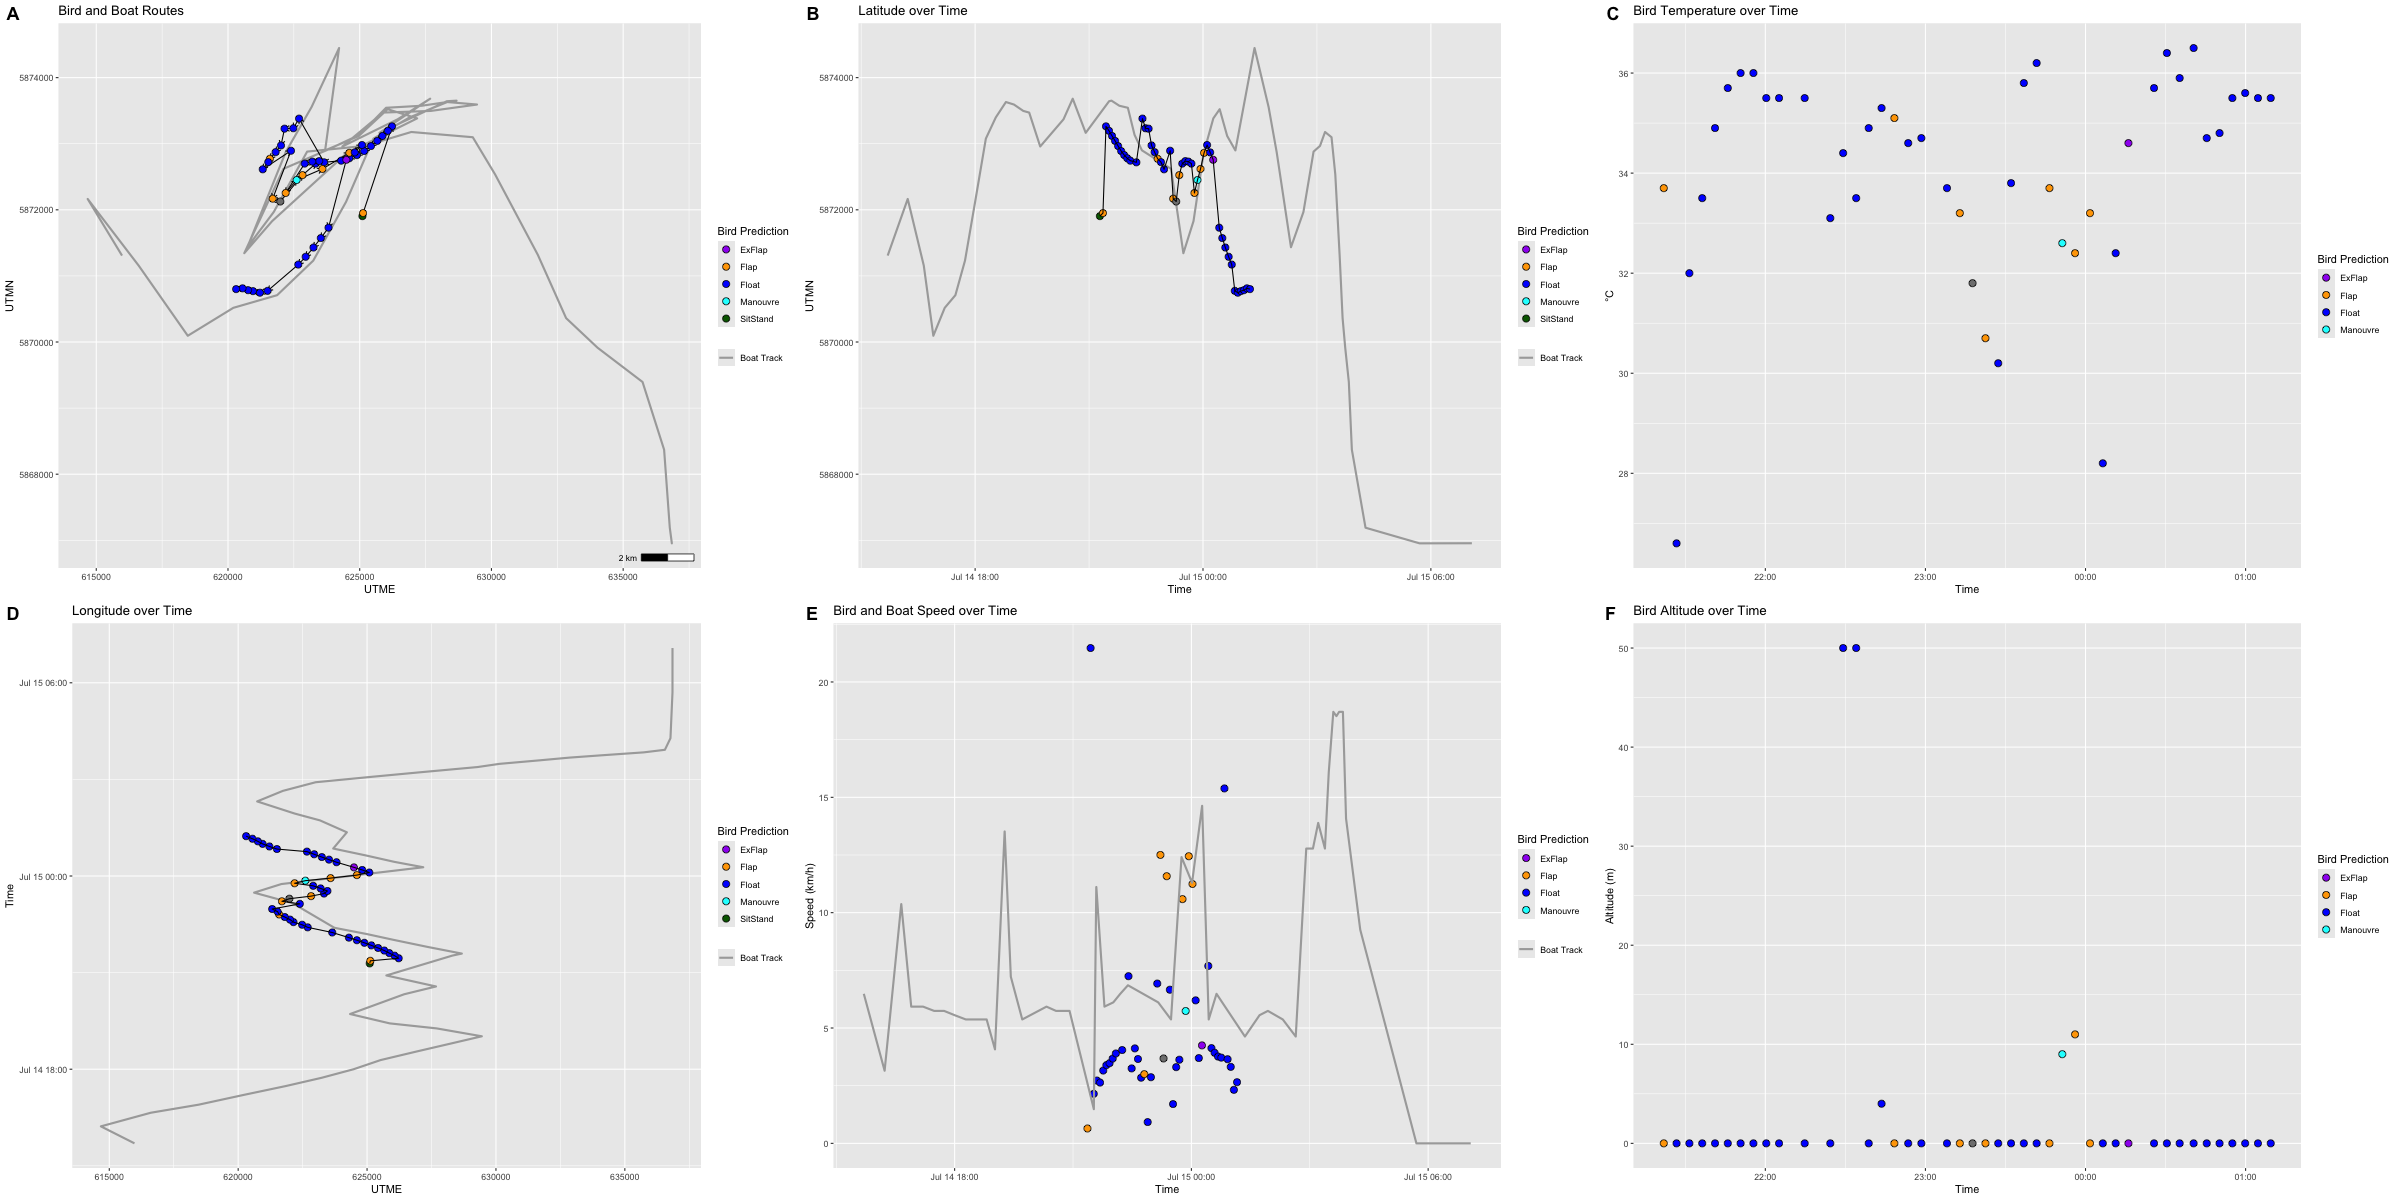 A Bird and Boat Routes
5874000
5872000
5870000
5868000
UTMN
615000 620000 625000 630000 635000
UTME
2 km
Bird Prediction
ExFlap
Flap
Float
Manouvre
SitStand
Boat Track
B Latitude over Time
5874000
5872000
5870000
5868000
UTMN
Jul 14 18:00 Jul 15 00:00 Jul 15 06:00
Time
Bird Prediction
ExFlap
Flap
Float
Manouvre
SitStand
Boat Track
C Bird Temperature over Time
36
34
32
30
28
°C
22:00 23:00 00:00 01:00
Time
Bird Prediction
ExFlap
Flap
Float
Manouvre
D Longitude over Time
Jul 15 06:00
Jul 15 00:00
Jul 14 18:00
Time
615000 620000 625000 630000 635000
UTME
Bird Prediction
ExFlap
Flap
Float
Manouvre
SitStand
Boat Track
E Bird and Boat Speed over Time
20
15
10
5
0
Speed (km/h)
Jul 14 18:00 Jul 15 00:00 Jul 15 06:00
Time
Bird Prediction
ExFlap
Flap
Float
Manouvre
Boat Track
F Bird Altitude over Time
50
40
30
20
10
0
Altitude (m)
22:00 23:00 00:00 01:00
Time
Bird Prediction
ExFlap
Flap
Float
Manouvre